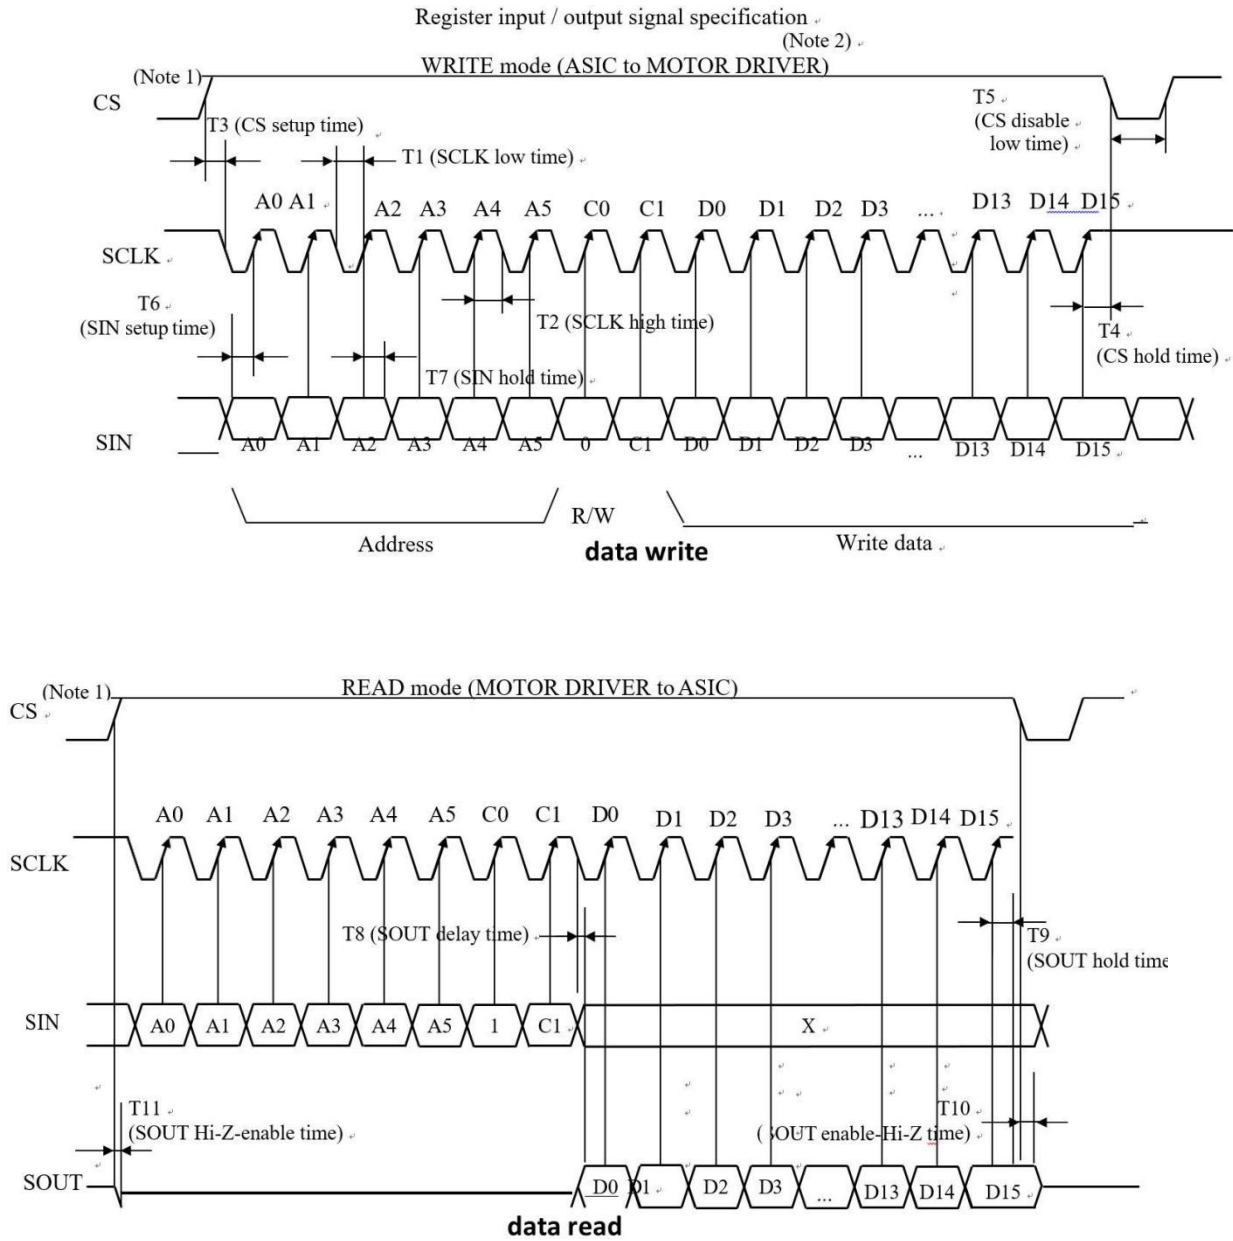 Register input / output signal specification
(Note 2)
(Note 1)
WRITE mode (ASIC to MOTOR DRIVER)
CS
T3 (CS setup time)
T5
(CS disable
low time)
T1 (SCLK low time)
A0 A1 A2 A3 A4 A5 C0 C1 D0 D1 D2 D3 ... D13 D14 D15
SCLK
T6
(SIN setup time)
T2 (SCLK high time)
T4
(CS hold time)
T7 (SIN hold time)
SIN
A0 A1 A2 A3 A4 A5 0 C1 D0 D1 D2 D3 ... D13 D14 D15
R/W
Address
data write
Write data
(Note 1)
READ mode (MOTOR DRIVER to ASIC)
CS
A0 A1 A2 A3 A4 A5 C0 C1 D0 D1 D2 D3 ... D13 D14 D15
SCLK
T8 (SOUT delay time)
T9
(SOUT hold time
SIN
A0 A1 A2 A3 A4 A5 1 C1 X
T11
(SOUT Hi-Z-enable time)
T10
(SOUT enable-Hi-Z time)
SOUT
D0 D1 D2 D3 ... D13 D14 D15
data read